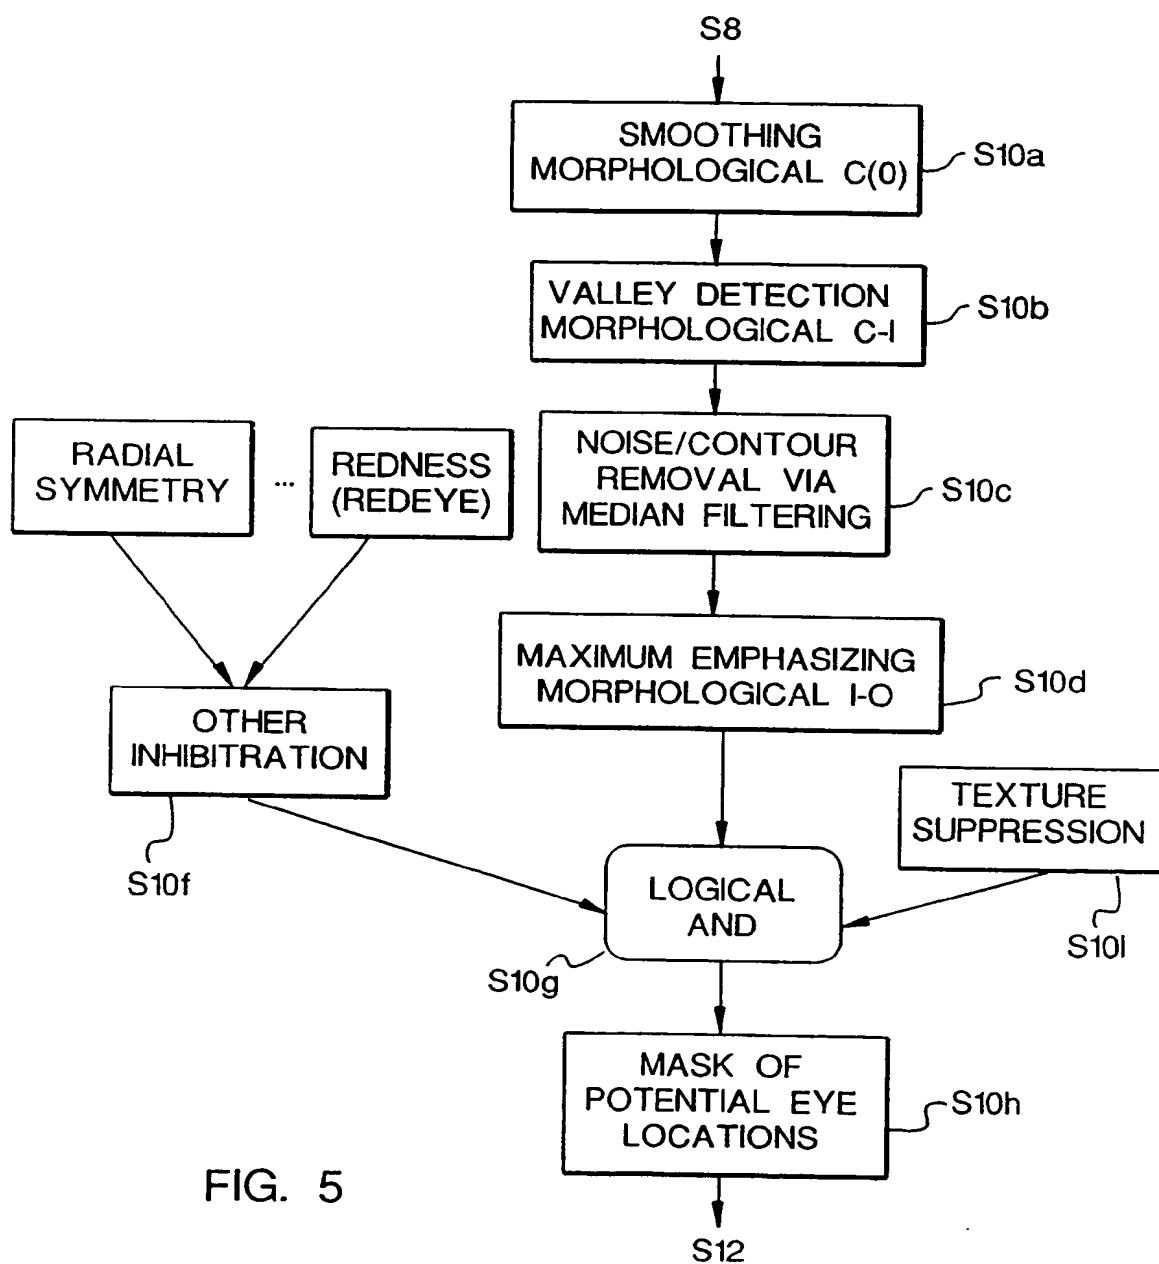 S8
SMOOTHING
MORPHOLOGICAL C(0)
S10a
VALLEY DETECTION
MORPHOLOGICAL C-I
S10b
NOISE/CONTOUR
REMOVAL VIA
MEDIAN FILTERING
S10c
RADIAL
SYMMETRY
...
REDNESS
(REDEYE)
MAXIMUM EMPHASIZING
MORPHOLOGICAL I-O
S10d
OTHER
INHIBITRATION
S10f
TEXTURE
SUPPRESSION
S10I
LOGICAL
AND
S10g
MASK OF
POTENTIAL EYE
LOCATIONS
S10h
FIG. 5
S12